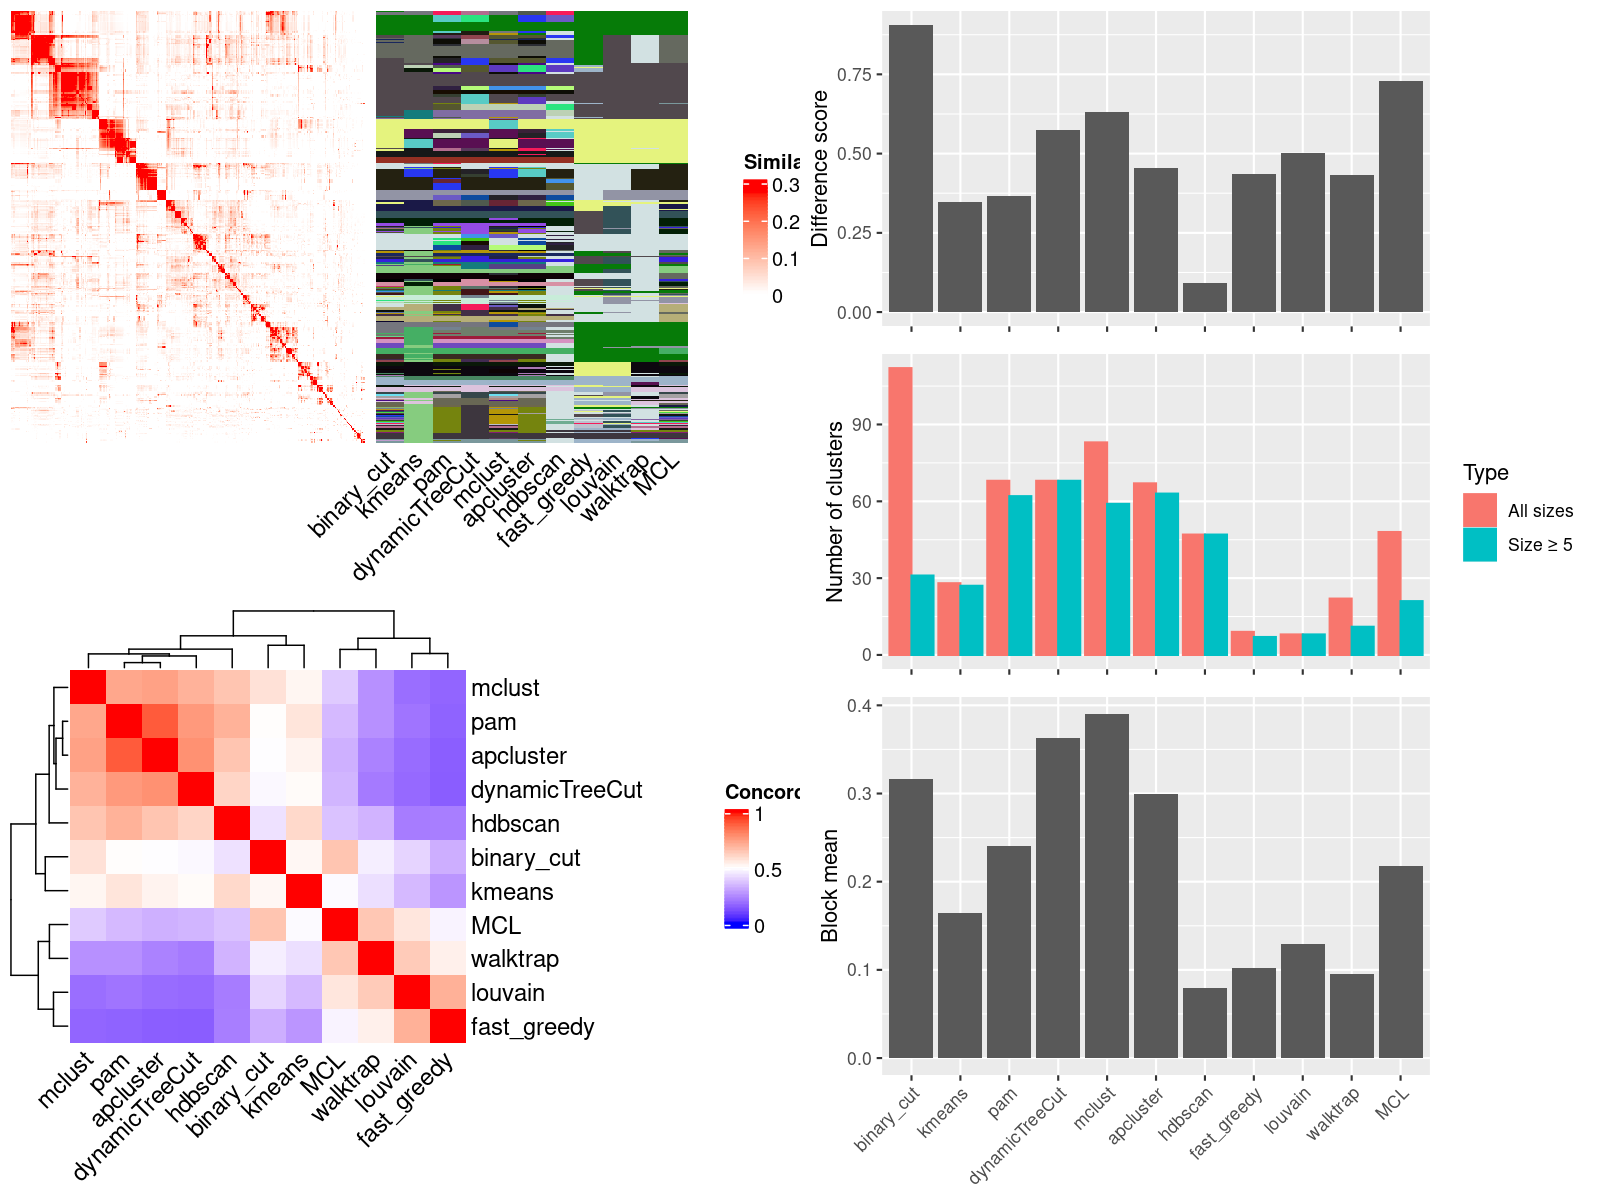 Simila
0.3
0.2
0.1
0
binary_cut
kmeans
pam
dynamicTreeCut
mclust
apcluster
hdbscan
fast_greedy
louvain
walktrap
MCL
mclust
pam
apcluster
dynamicTreeCut
hdbscan
binary_cut
kmeans
MCL
walktrap
louvain
fast_greedy
mclust
pam
apcluster
dynamicTreeCut
hdbscan
binary_cut
kmeans
MCL
walktrap
louvain
fast_greedy
Concord
1
0.5
0
Difference score
0.75
0.50
0.25
0.00
Number of clusters
90
60
30
0
Type
All sizes
Size ≥ 5
Block mean
0.4
0.3
0.2
0.1
0.0
binary_cut
kmeans
pam
dynamicTreeCut
mclust
apcluster
hdbscan
fast_greedy
louvain
walktrap
MCL